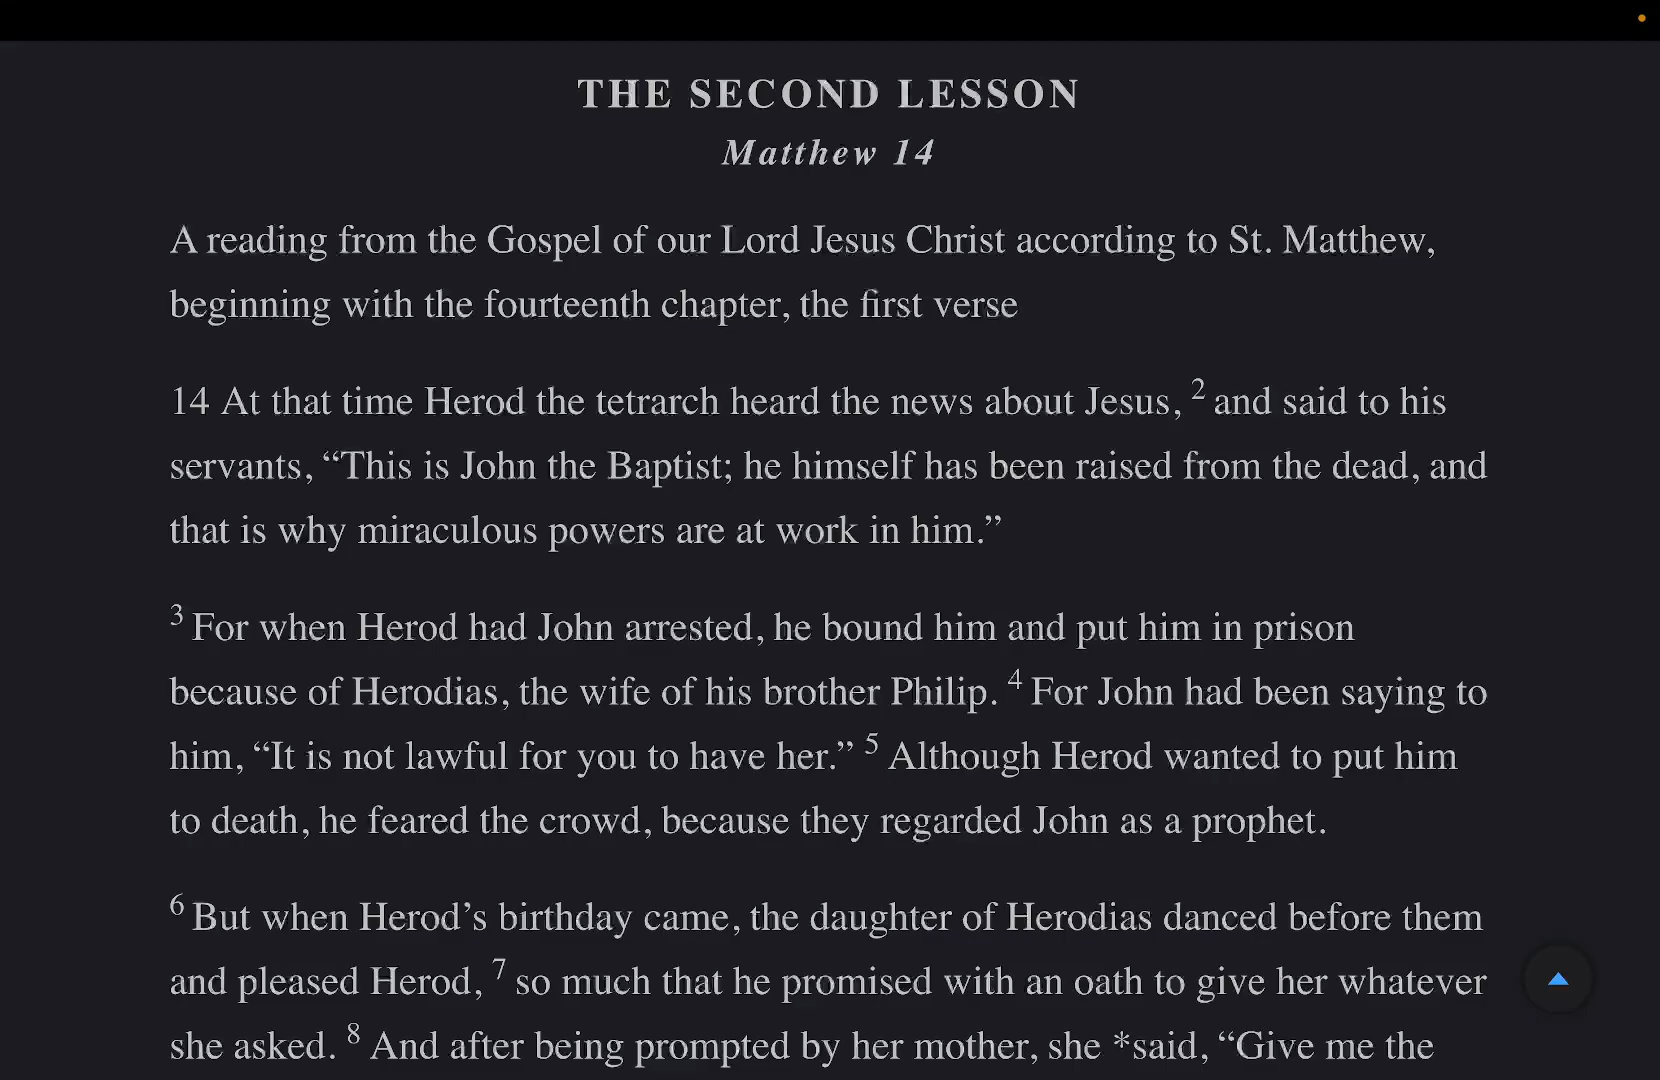 THE SECOND LESSON
Matthew 14
A reading from the Gospel of our Lord Jesus Christ according to St. Matthew,
beginning with the fourteenth chapter, the first verse
14 At that time Herod the tetrarch heard the news about Jesus, 2 and said to his
servants, “This is John the Baptist; he himself has been raised from the dead, and
that is why miraculous powers are at work in him.”
3 For when Herod had John arrested, he bound him and put him in prison
because of Herodias, the wife of his brother Philip. 4 For John had been saying to
him, “It is not lawful for you to have her.” 5 Although Herod wanted to put him
to death, he feared the crowd, because they regarded John as a prophet.
6 But when Herod’s birthday came, the daughter of Herodias danced before them
and pleased Herod, 7 so much that he promised with an oath to give her whatever
she asked. 8 And after being prompted by her mother, she *said, “Give me the